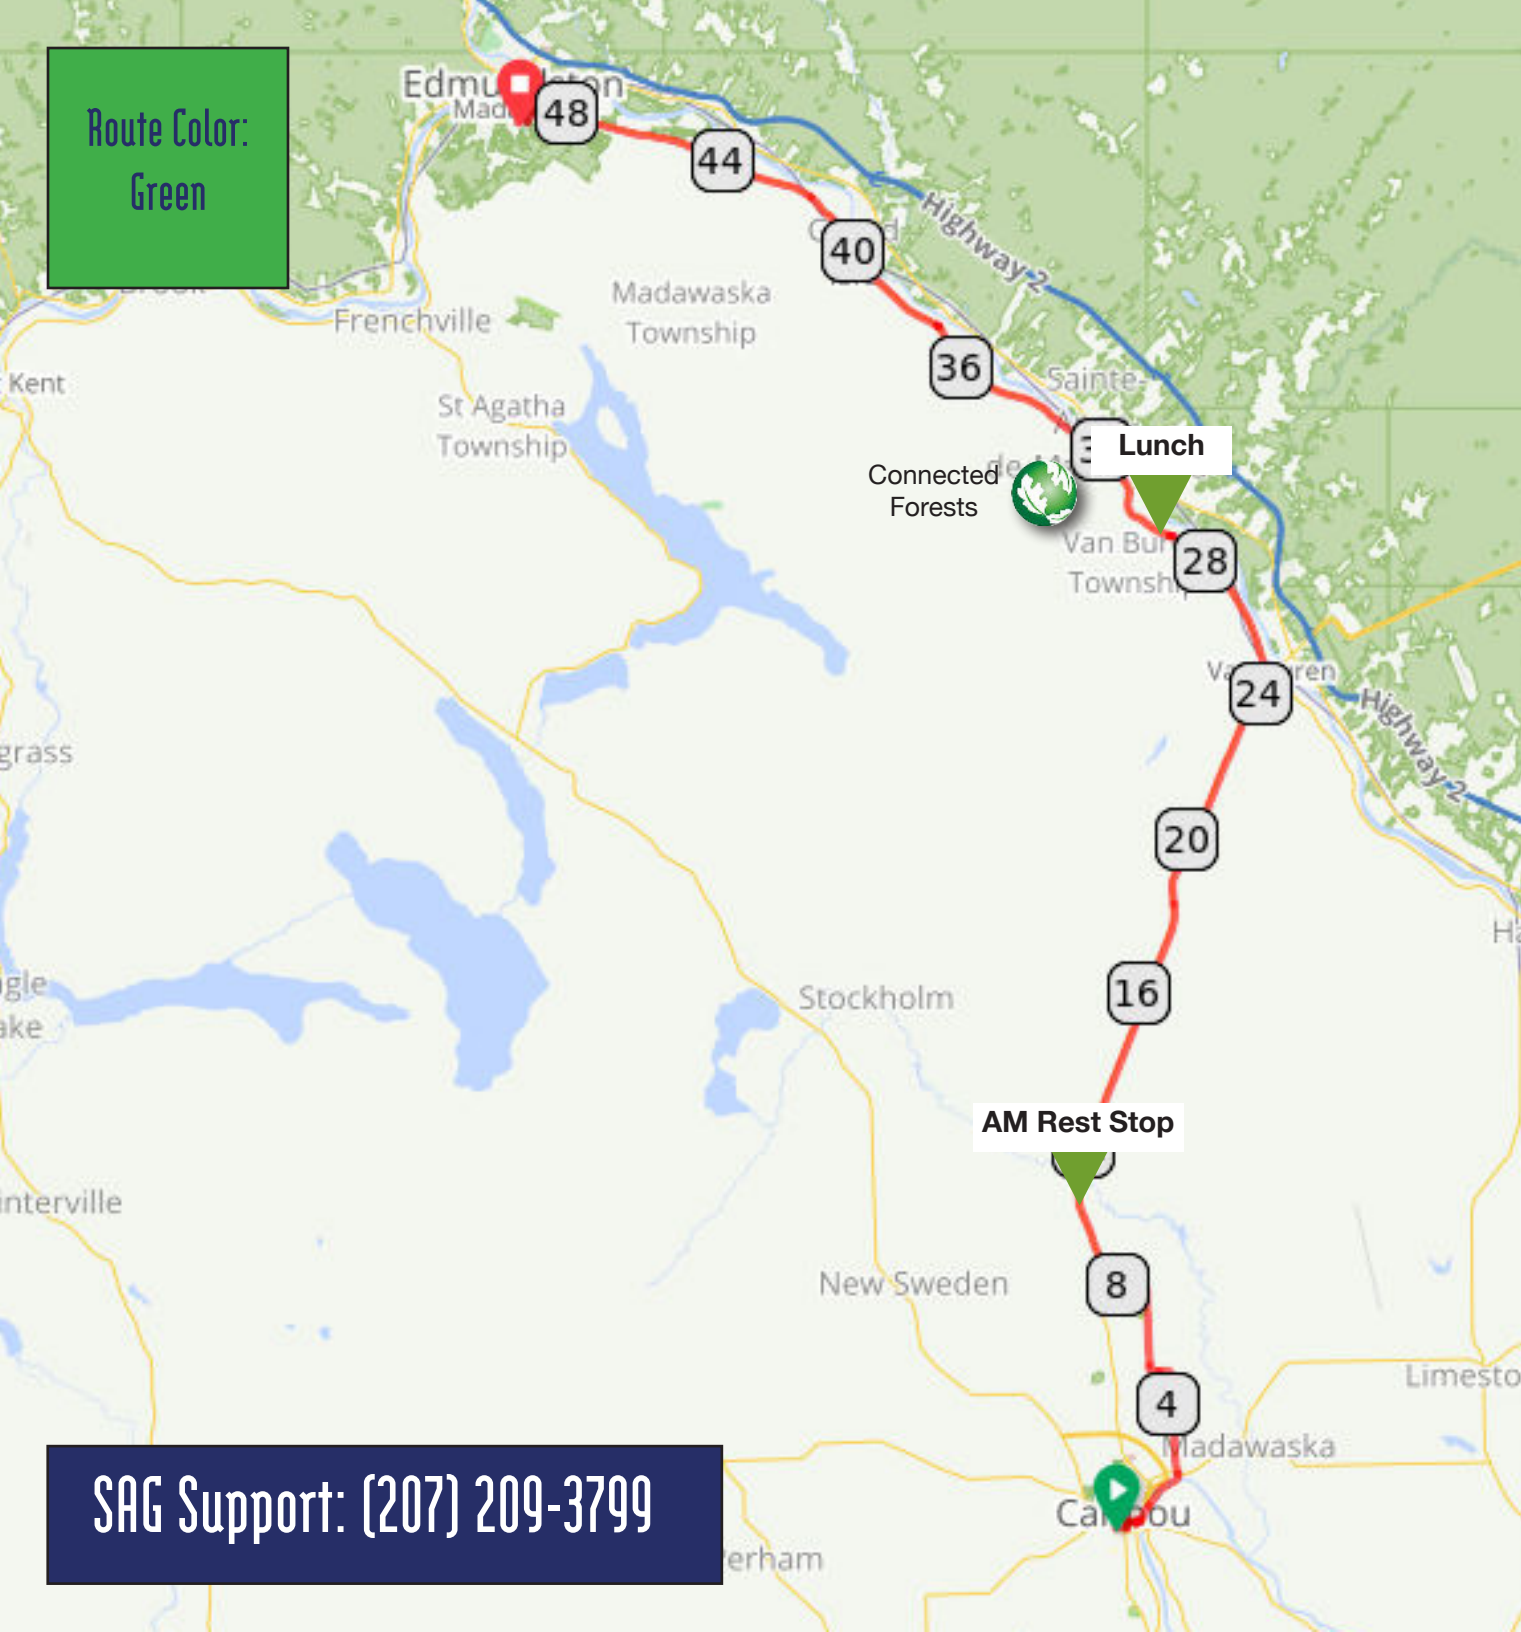 Route Color:
Green
48
44
Highway 2
40
Madawaska
Township
Frenchville
36
Kent
Sainte-
St Agatha
Township
Lunch
Connected
Forests
28
24
Highway 2
20
Stockholm
16
AM Rest Stop
8
New Sweden
4
Madawaska
SAG Support: (207) 209-3799